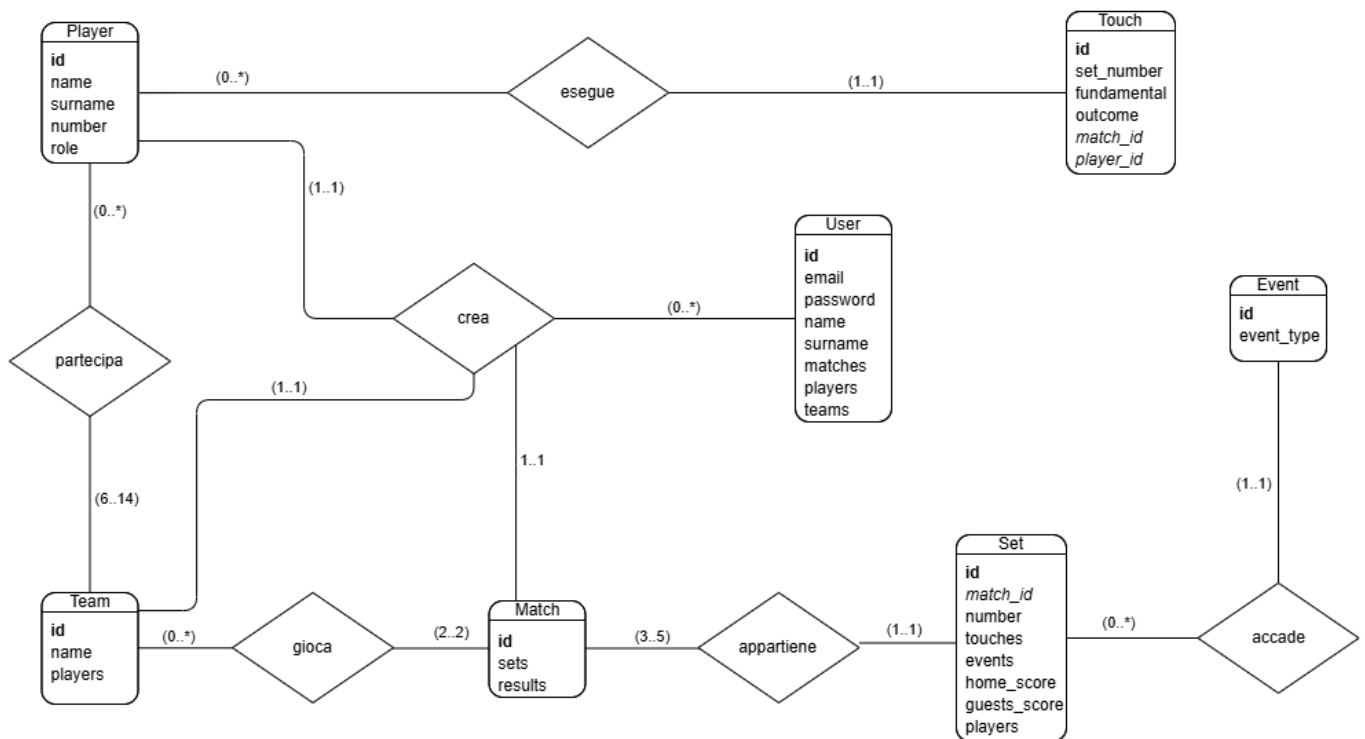 Player
id
name
surname
number
role
(0..*)
esegue
(1..1)
Touch
id
set_number
fundamental
outcome
match_id
player_id
(1..1)
(0..*)
User
id
email
password
name
surname
matches
players
teams
crea
(0..*)
Event
id
event_type
partecipa
(1..1)
1..1
(1..1)
(6..14)
Team
id
name
players
(0..*)
gioca
(2..2)
Match
id
sets
results
(3..5)
appartiene
(1..1)
Set
id
match_id
number
touches
events
home_score
guests_score
players
(0..*)
accade